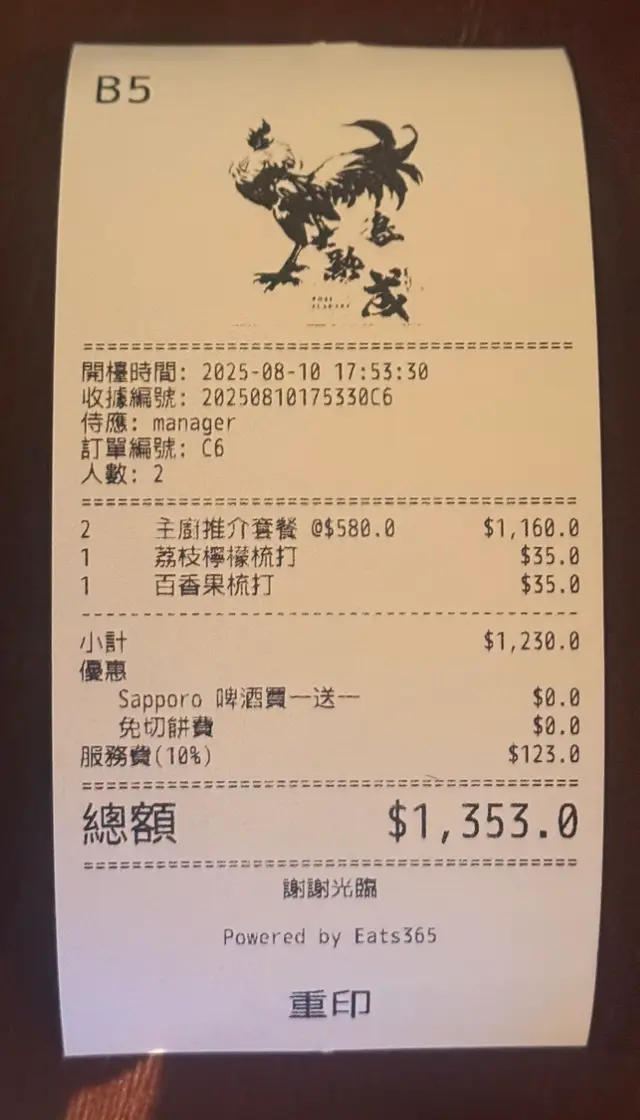 B5
熟
成
開檯時間: 2025-08-10 17:53:30
收據編號: 20250810175330C6
侍應: manager
訂單編號: C6
人數: 2
2 主廚推介套餐 @$580.0 $1,160.0
1 荔枝檸檬梳打 $35.0
1 百香果梳打 $35.0
小計 $1,230.0
優惠
Sapporo 啤酒買一送一 $0.0
免切餅費 $0.0
服務費(10%) $123.0
總額 $1,353.0
謝謝光臨
Powered by Eats365
重印